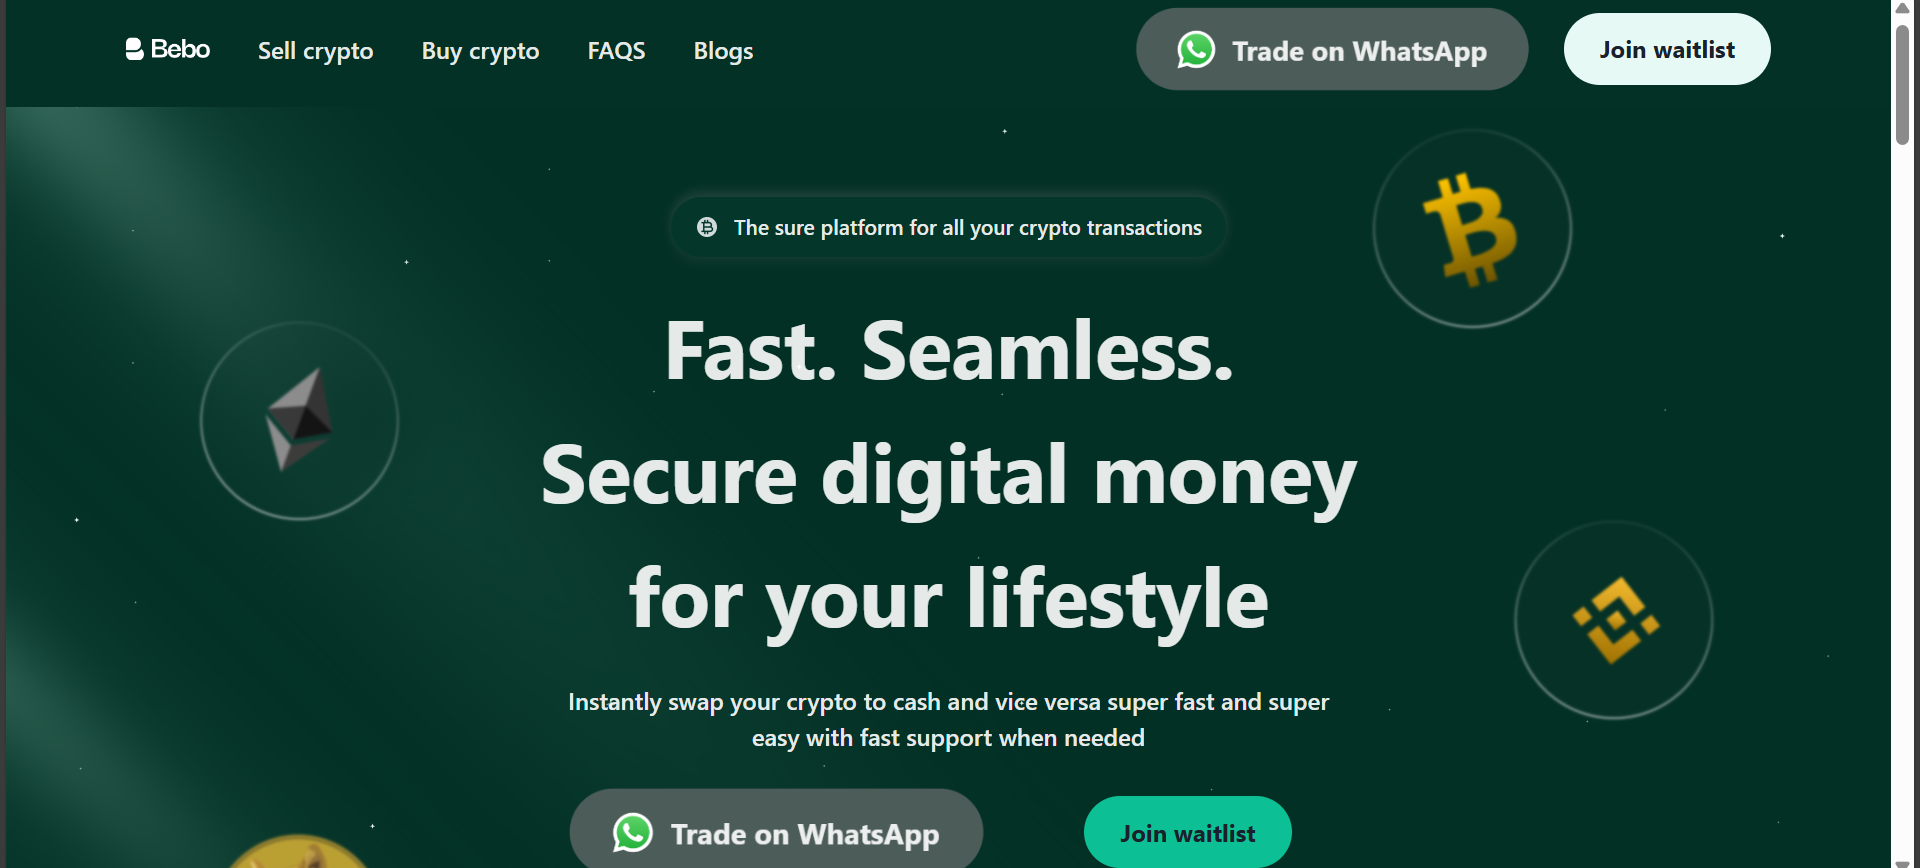 Bebo
Sell crypto
Buy crypto
FAQS
Blogs
Trade on WhatsApp
Join waitlist
The sure platform for all your crypto transactions
Fast. Seamless.
Secure digital money
for your lifestyle
Instantly swap your crypto to cash and vice versa super fast and super
easy with fast support when needed
Trade on WhatsApp
Join waitlist